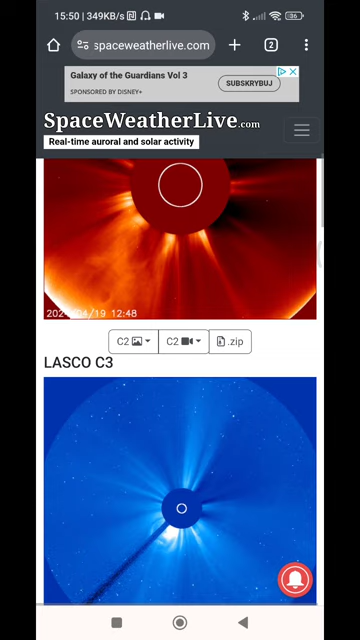 15:50 | 349KB/s
36
spaceweatherlive.com
2
Galaxy of the Guardians Vol 3
SPONSORED BY DISNEY+
SUBSKRYBUJ
SpaceWeatherLive.com
Real-time auroral and solar activity
12:48
C2
C2
.zip
LASCO C3